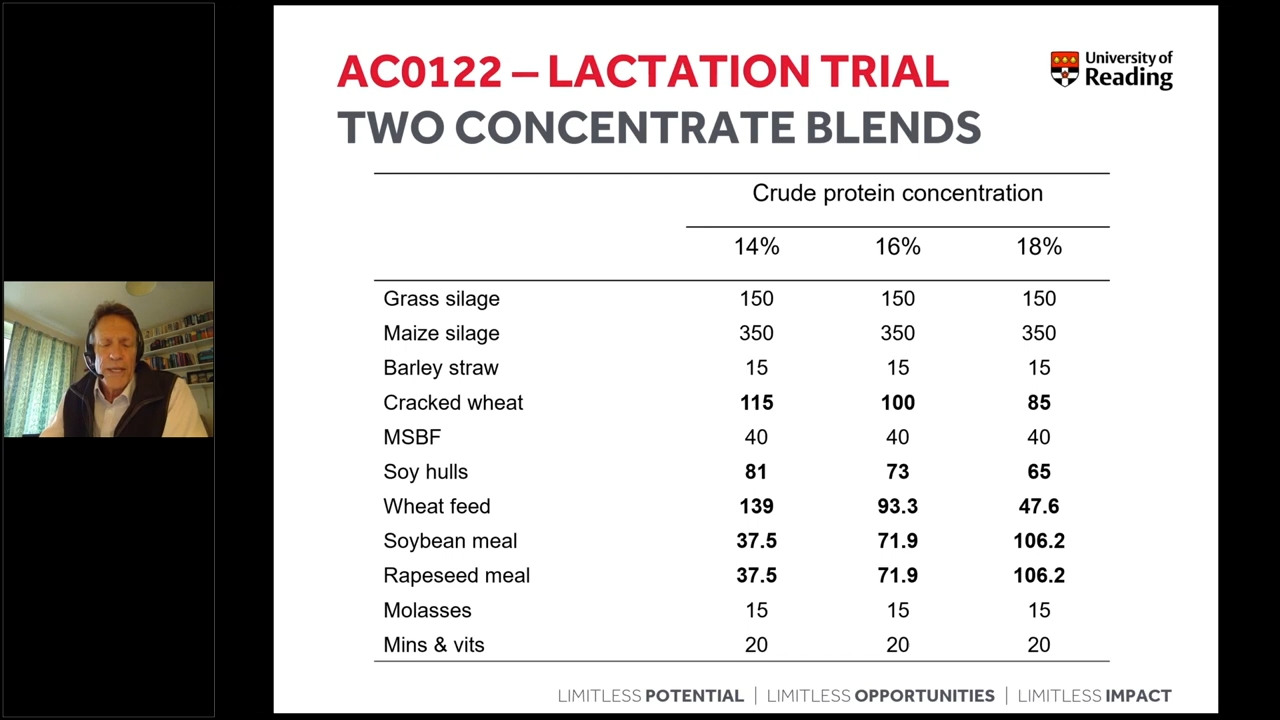 AC0122 – LACTATION TRIAL
TWO CONCENTRATE BLENDS
University of
Reading
Crude protein concentration
14% 16% 18%
Grass silage 150 150 150
Maize silage 350 350 350
Barley straw 15 15 15
Cracked wheat 115 100 85
MSBF 40 40 40
Soy hulls 81 73 65
Wheat feed 139 93.3 47.6
Soybean meal 37.5 71.9 106.2
Rapeseed meal 37.5 71.9 106.2
Molasses 15 15 15
Mins & vits 20 20 20
LIMITLESS POTENTIAL | LIMITLESS OPPORTUNITIES | LIMITLESS IMPACT